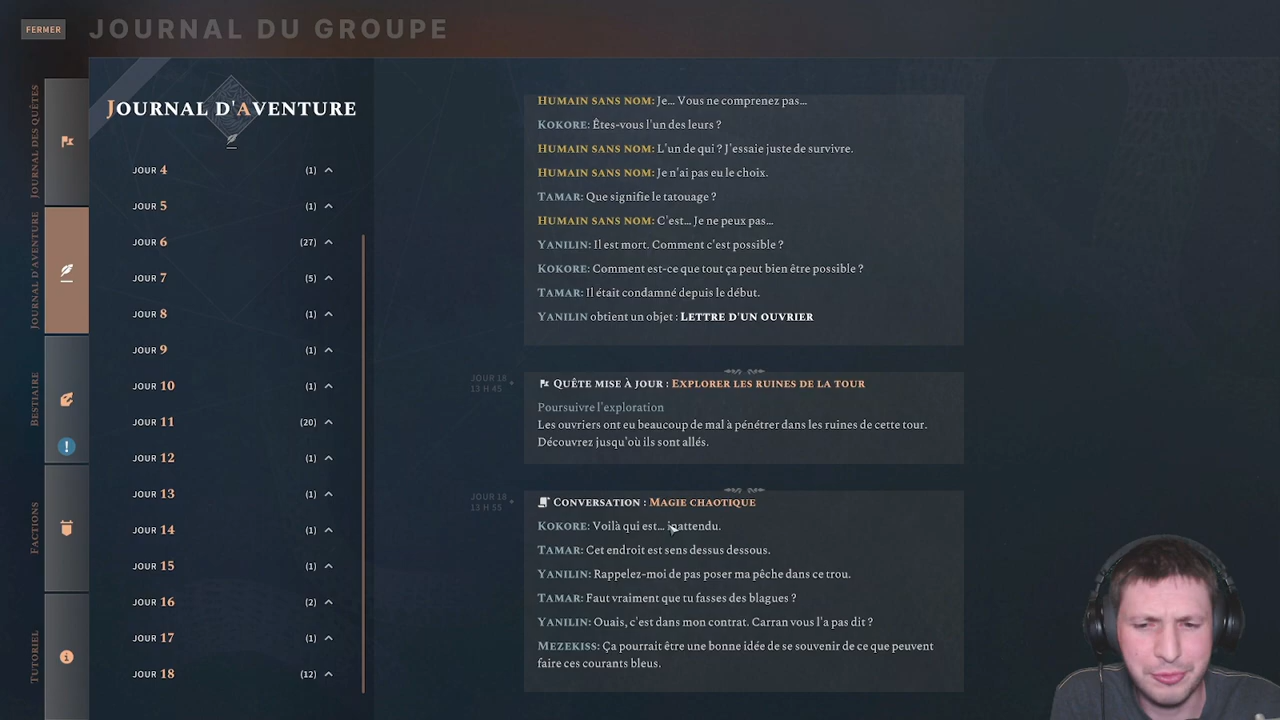 FERMER
JOURNAL DU GROUPE
JOURNAL DES QUÊTES
JOURNAL D'AVENTURE
BESTIAIRE
FACTIONS
TUTORIEL
JOURNAL D'AVENTURE
JOUR 4 (1)
JOUR 5 (1)
JOUR 6 (27)
JOUR 7 (5)
JOUR 8 (1)
JOUR 9 (1)
JOUR 10 (1)
JOUR 11 (20)
JOUR 12 (1)
JOUR 13 (1)
JOUR 14 (1)
JOUR 15 (1)
JOUR 16 (2)
JOUR 17 (1)
JOUR 18 (12)
HUMAIN SANS NOM: Je... Vous ne comprenez pas...
KOKORE: Êtes-vous l'un des leurs ?
HUMAIN SANS NOM: L'un de qui ? J'essaie juste de survivre.
HUMAIN SANS NOM: Je n'ai pas eu le choix.
TAMAR: Que signifie le tatouage ?
HUMAIN SANS NOM: C'est... Je ne peux pas...
YANILIN: Il est mort. Comment c'est possible ?
KOKORE: Comment est-ce que tout ça peut bien être possible ?
TAMAR: Il était condamné depuis le début.
YANILIN obtient un objet : LETTRE D'UN OUVRIER
JOUR 18
13 H 45
QUÊTE MISE À JOUR : EXPLORER LES RUINES DE LA TOUR
Poursuivre l'exploration
Les ouvriers ont eu beaucoup de mal à pénétrer dans les ruines de cette tour.
Découvrez jusqu'où ils sont allés.
JOUR 18
13 H 55
CONVERSATION : MAGIE CHAOTIQUE
KOKORE: Voilà qui est... inattendu.
TAMAR: Cet endroit est sens dessus dessous.
YANILIN: Rappelez-moi de pas poser ma pêche dans ce trou.
TAMAR: Faut vraiment que tu fasses des blagues ?
YANILIN: Ouais, c'est dans mon contrat. Carran vous l'a pas dit ?
MEZEKISS: Ça pourrait être une bonne idée de se souvenir de ce que peuvent
faire ces courants bleus.